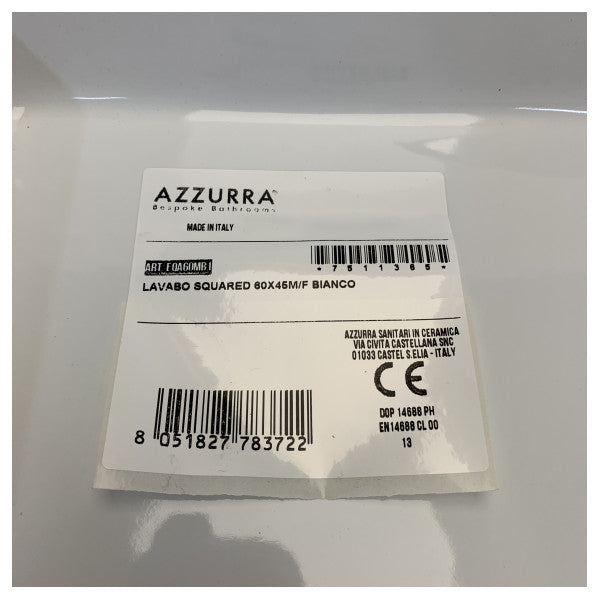 AZZURRA®
Bespoke Bathrooms
MADE IN ITALY
ART. EQA60MB1
*7511365*
LAVABO SQUARED 60X45M/F BIANCO
AZZURRA SANITARI IN CERAMICA
VIA CIVITA CASTELLANA SNC
01033 CASTEL S.ELIA - ITALY
CE
DOP 14688 PH
EN14688 CL 00
13
8 051827 783722